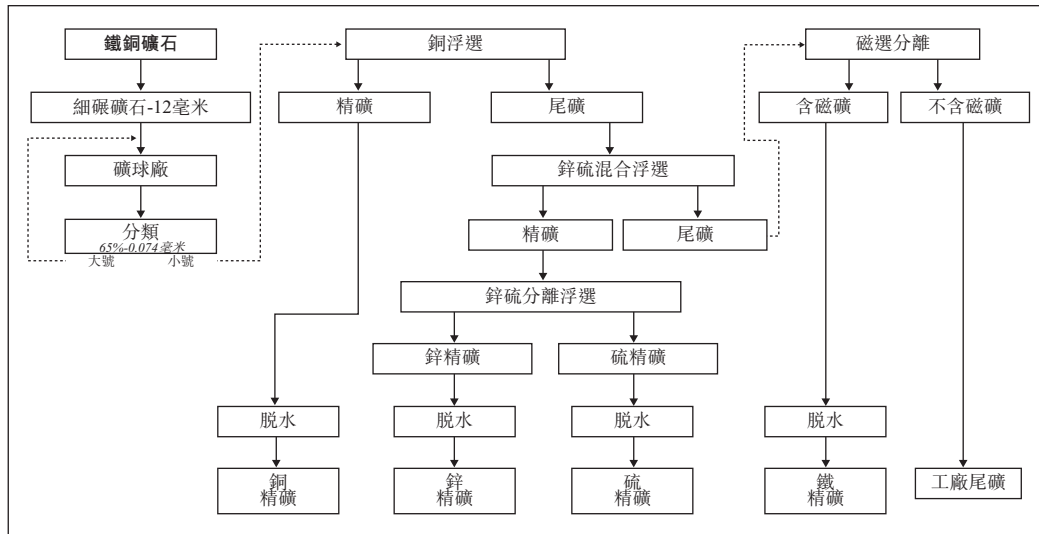 鐵銅礦石
細碾礦石-12毫米
礦球廠
分類
65%-0.074毫米
大號
小號
銅浮選
精礦
尾礦
鋅硫混合浮選
精礦
尾礦
鋅硫分離浮選
鋅精礦
硫精礦
磁選分離
含磁礦
不含磁礦
脱水
脱水
脱水
脱水
銅
精礦
鋅
精礦
硫
精礦
鐵
精礦
工廠尾礦